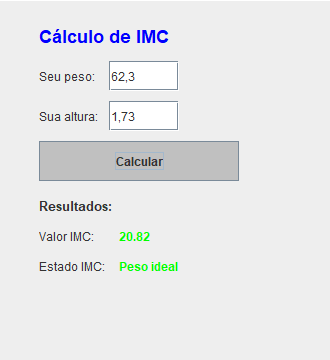 Cálculo de IMC
Seu peso: 62,3
Sua altura: 1,73
Calcular
Resultados:
Valor IMC: 20.82
Estado IMC: Peso ideal